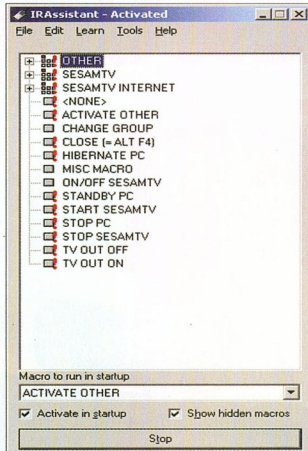 IRAssistant - Activated
File Edit Learn Tools Help
OTHER
SESAMTV
SESAMTV INTERNET
<NONE>
ACTIVATE OTHER
CHANGE GROUP
CLOSE (= ALT F4)
HIBERNATE PC
MISC MACRO
ON/OFF SESAMTV
STANDBY PC
START SESAMTV
STOP PC
STOP SESAMTV
TV OUT OFF
TV OUT ON
Macro to run in startup
ACTIVATE OTHER
Activate in startup Show hidden macros
Stop